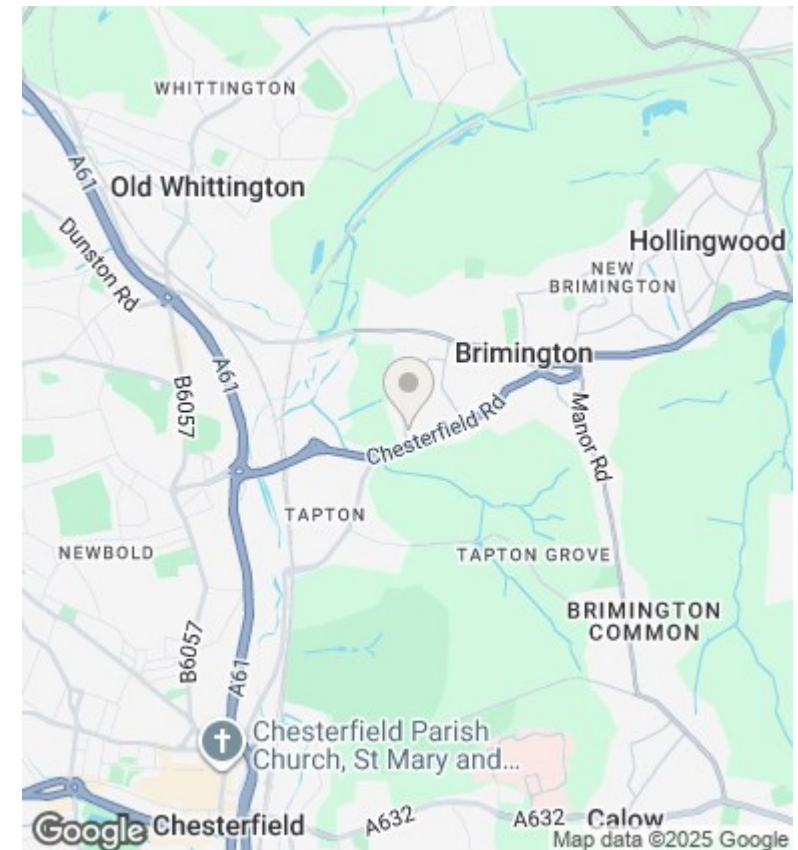 WHITTINGTON
A61
Old Whittington
Dunston Rd
Hollingwood
NEW
BRIMINGTON
Brimington
A61
B6057
Chesterfield Rd
Manor Rd
TAPTON
NEWBOLD
TAPTON GROVE
BRIMINGTON
COMMON
B6057
A61
Chesterfield Parish
Church, St Mary and...
Google
Chesterfield
A632
A632
Calow
Map data ©2025 Google